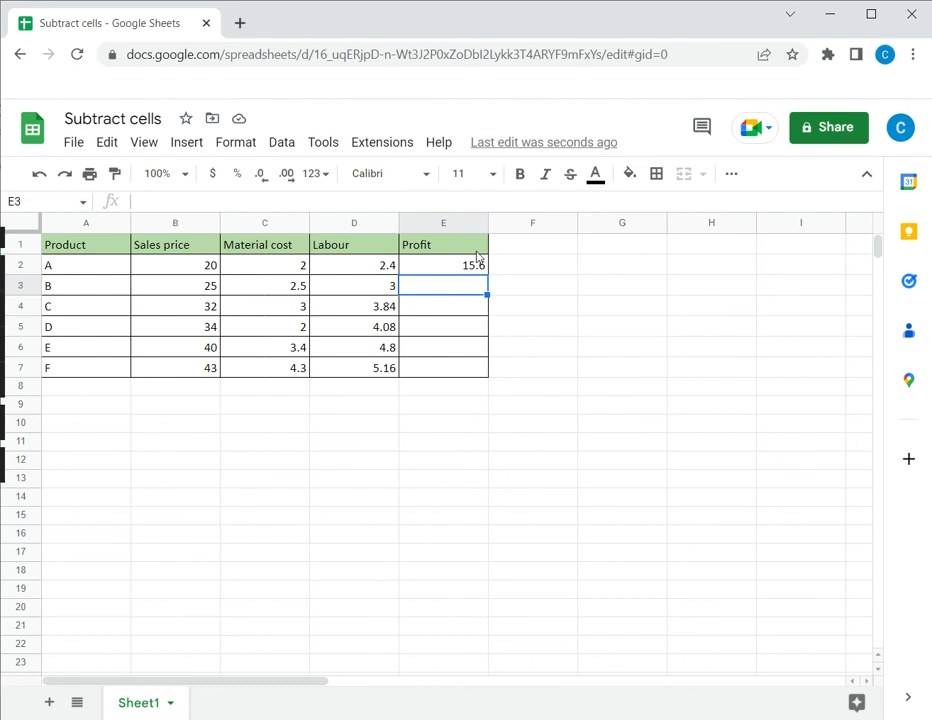 Subtract cells - Google Sheets
docs.google.com/spreadsheets/d/16_uqERjpD-n-Wt3J2P0xZoDbI2Lykk3T4ARYF9mFxYs/edit#gid=0
C
Subtract cells
File Edit View Insert Format Data Tools Extensions Help Last edit was seconds ago
Share
C
100% $ % .0 .00 123 Calibri 11 B I S A
31
E3 fx
A B C D E F G H I
1 Product Sales price Material cost Labour Profit
2 A 20 2 2.4 15.6
3 B 25 2.5 3
4 C 32 3 3.84
5 D 34 2 4.08
6 E 40 3.4 4.8
7 F 43 4.3 5.16
8
9
10
11
12
13
14
15
16
17
18
19
20
21
22
23
Sheet1